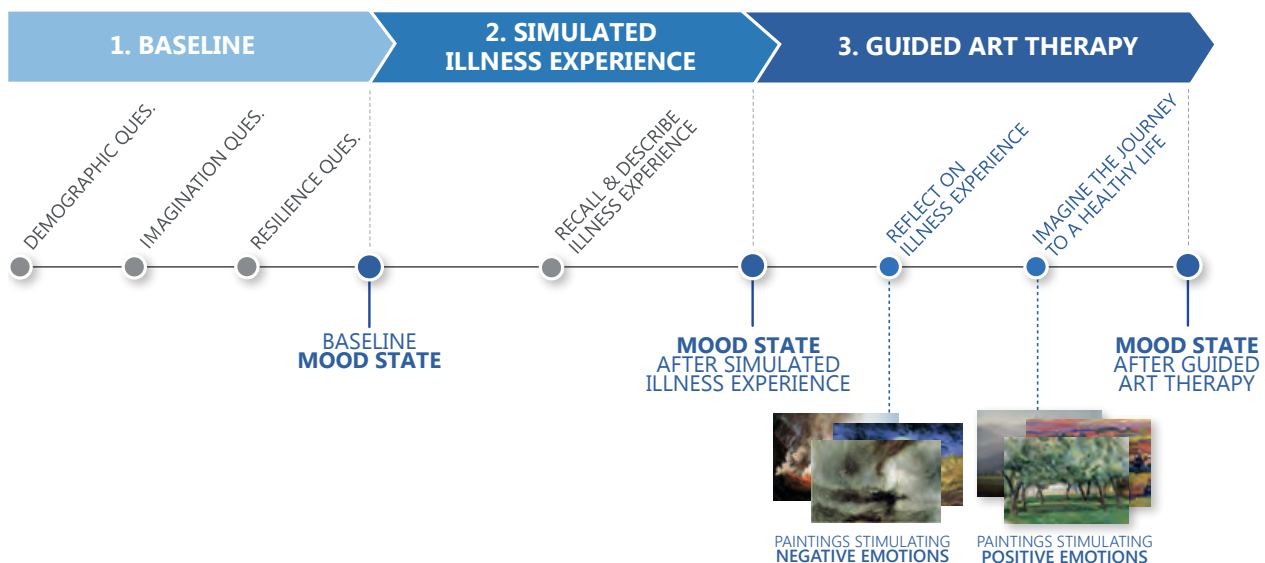 1. BASELINE
2. SIMULATED
ILLNESS EXPERIENCE
3. GUIDED ART THERAPY
DEMOGRAPHIC QUES.
IMAGINATION QUES.
RESILIENCE QUES.
RECALL & DESCRIBE
ILLNESS EXPERIENCE
REFLECT ON
ILLNESS EXPERIENCE
IMAGINE THE JOURNEY
TO A HEALTHY LIFE
BASELINE
MOOD STATE
MOOD STATE
AFTER SIMULATED
ILLNESS EXPERIENCE
MOOD STATE
AFTER GUIDED
ART THERAPY
PAINTINGS STIMULATING
NEGATIVE EMOTIONS
PAINTINGS STIMULATING
POSITIVE EMOTIONS